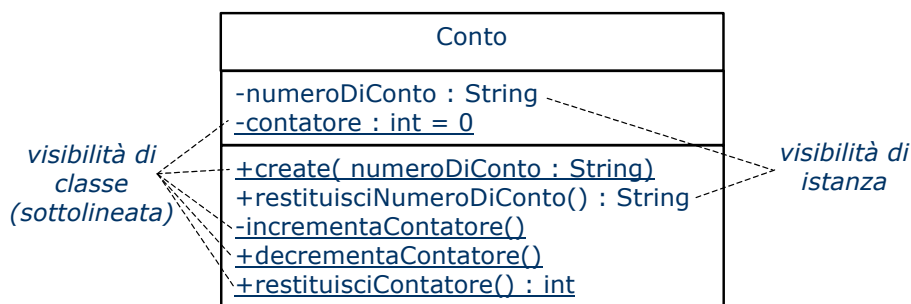 Conto
-numeroDiConto : String
-contatore : int = 0
visibilità di
classe
(sottolineata)
+create( numeroDiConto : String)
+restituisciNumeroDiConto() : String
-incrementaContatore()
+decrementaContatore()
+restituisciContatore() : int
visibilità di
istanza